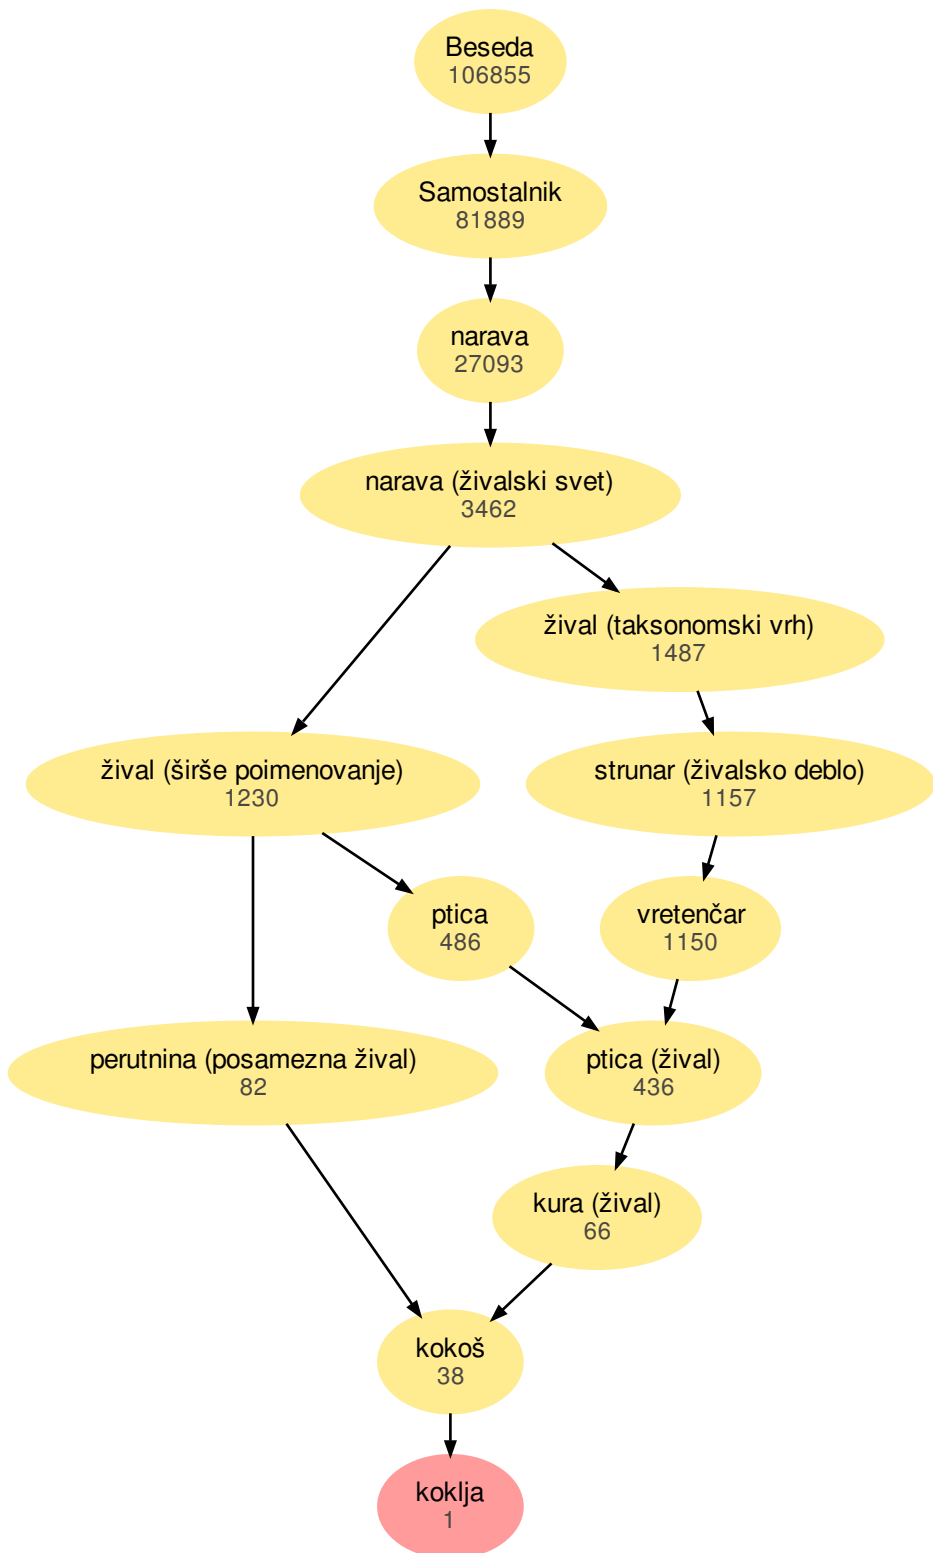 Beseda
106855
Samostalnik
81889
narava
27093
narava (živalski svet)
3462
žival (taksonomski vrh)
1487
žival (širše poimenovanje)
1230
strunar (živalsko deblo)
1157
ptica
486
vretenčar
1150
perutnina (posamezna žival)
82
ptica (žival)
436
kura (žival)
66
kokoš
38
koklja
1